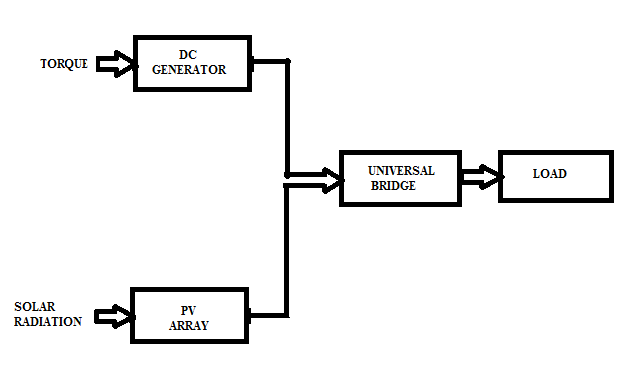 TORQUE
DC
GENERATOR
UNIVERSAL
BRIDGE
LOAD
SOLAR
RADIATION
PV
ARRAY